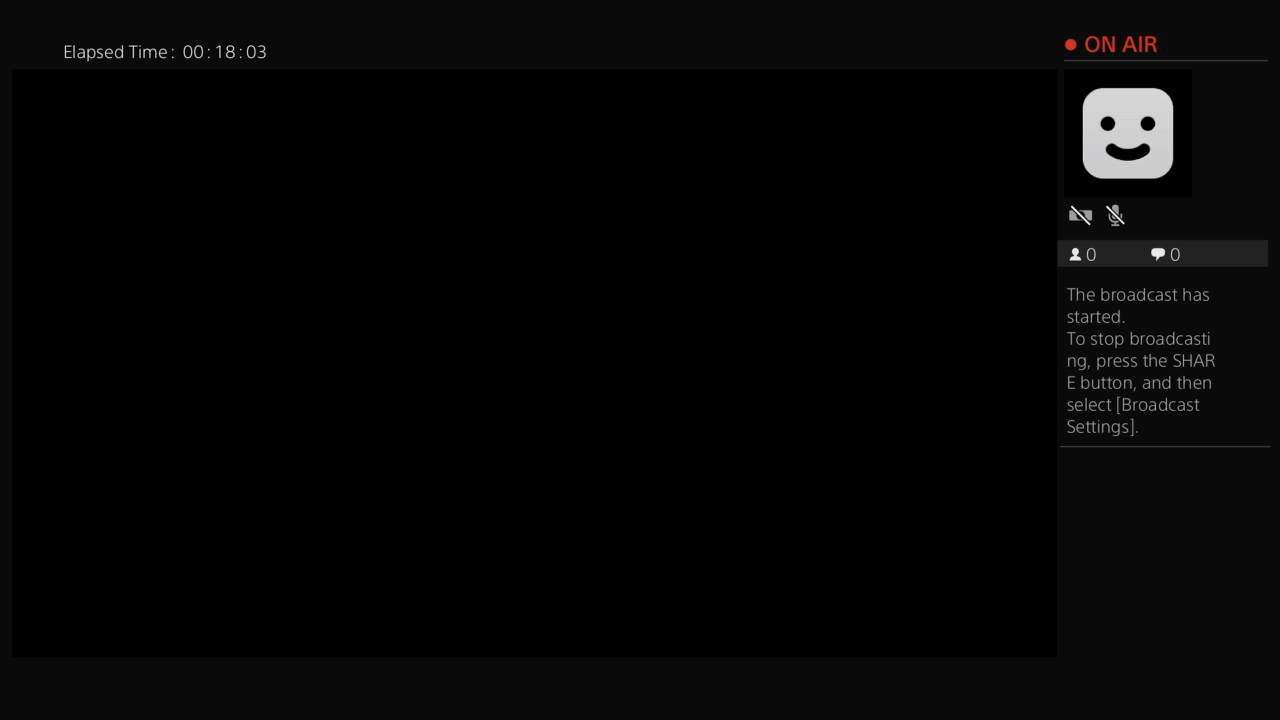 Elapsed Time: 00:18:03
ON AIR
0 0
The broadcast has
started.
To stop broadcasti
ng, press the SHAR
E button, and then
select [Broadcast
Settings].